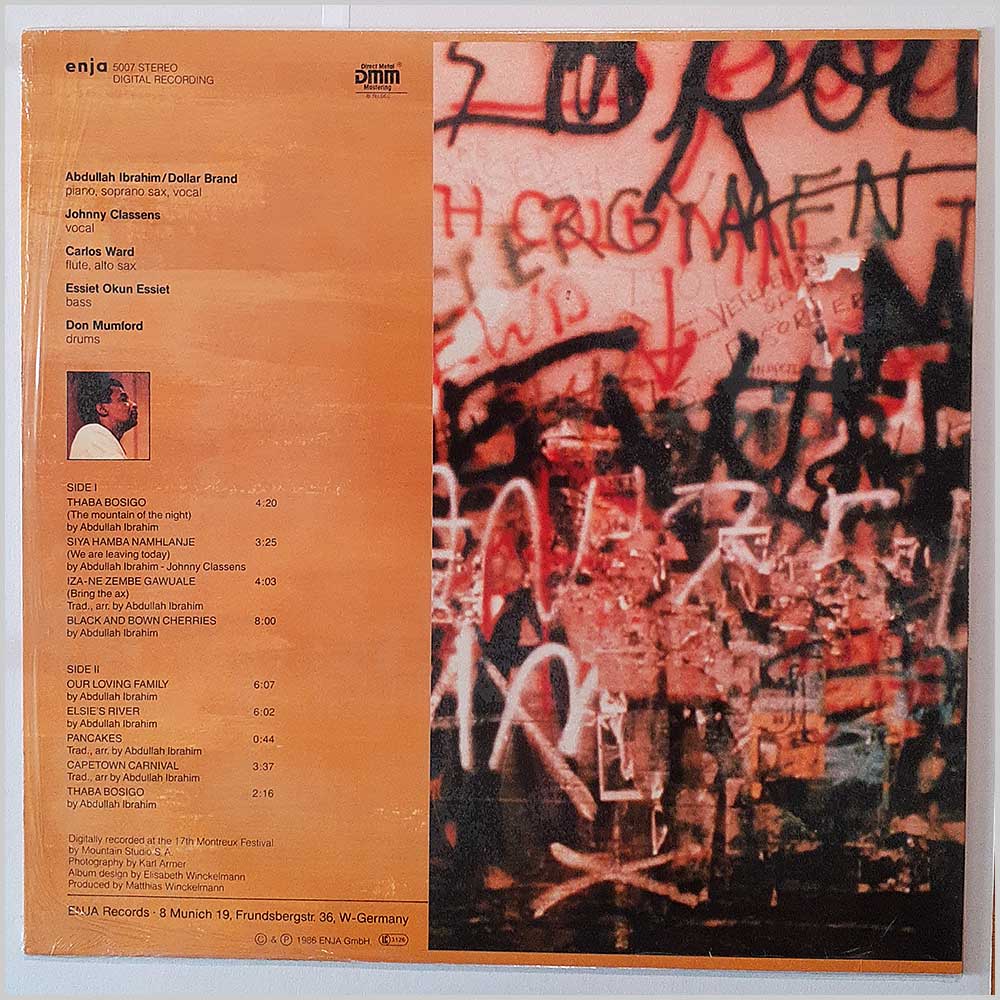 enja 5007 STEREO
DIGITAL RECORDING
Direct Metal
DMM
Mastering
Abdullah Ibrahim/Dollar Brand
piano, soprano sax, vocal
Johnny Classens
vocal
Carlos Ward
flute, alto sax
Essiet Okun Essiet
bass
Don Mumford
drums
SIDE I
THABA BOSIGO 4:20
(The mountain of the night)
by Abdullah Ibrahim
SIYA HAMBA NAMHLANJE 3:25
(We are leaving today)
by Abdullah Ibrahim - Johnny Classens
IZA-NE ZEMBE GAWUALE 4:03
(Bring the ax)
Trad., arr. by Abdullah Ibrahim
BLACK AND BOWN CHERRIES 8:00
by Abdullah Ibrahim
SIDE II
OUR LOVING FAMILY 6:07
by Abdullah Ibrahim
ELSIE'S RIVER 6:02
by Abdullah Ibrahim
PANCAKES 0:44
Trad., arr. by Abdullah Ibrahim
CAPETOWN CARNIVAL 3:37
Trad., arr by Abdullah Ibrahim
THABA BOSIGO 2:16
by Abdullah Ibrahim
Digitally recorded at the 17th Montreux Festival
by Mountain Studio S.A.
Photography by Karl Armer
Album design by Elisabeth Winckelmann
Produced by Matthias Winckelmann
ENJA Records · 8 Munich 19, Frundsbergstr. 36, W-Germany
© & ℗ 1986 ENJA GmbH.